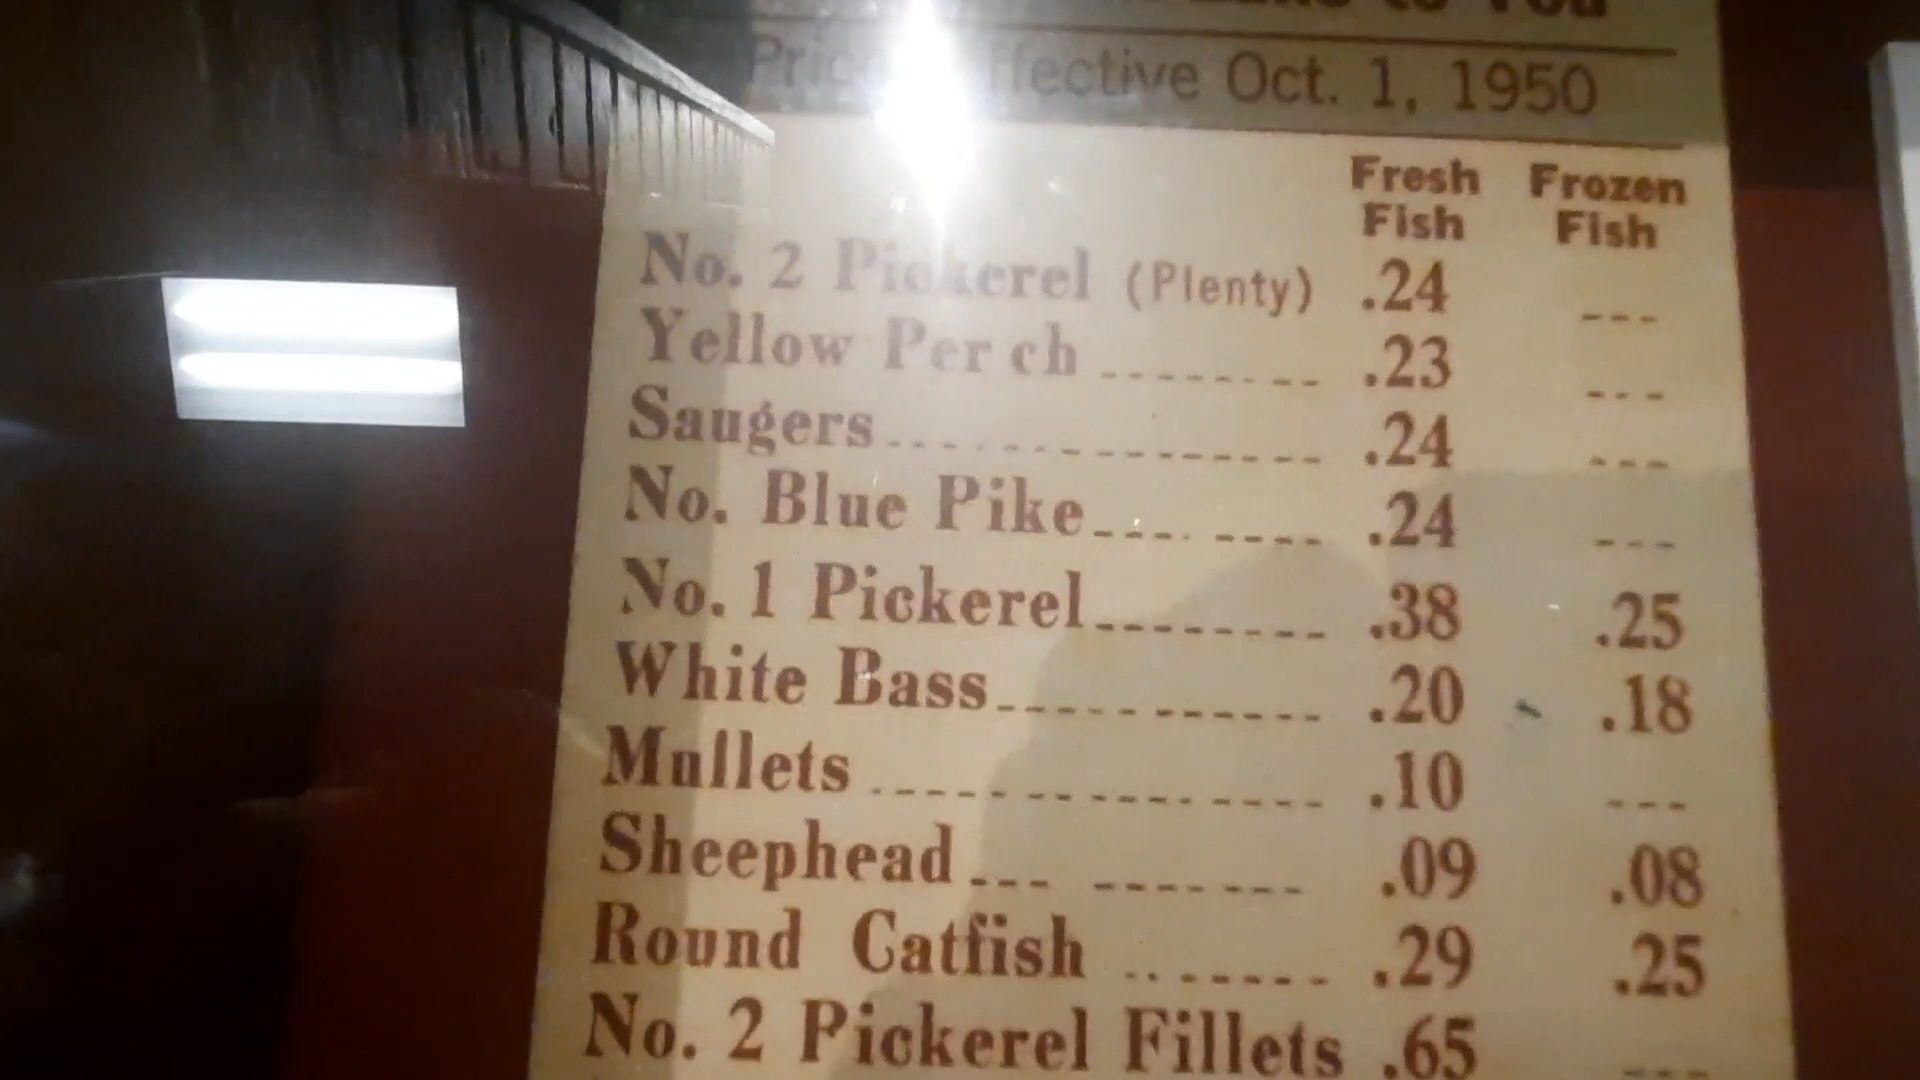 to You
Effective Oct. 1, 1950
Fresh Fish Frozen Fish
No. 2 Pickerel (Plenty) .24 ---
Yellow Perch -------- .23 ---
Saugers -------------- .24 ---
No. Blue Pike -------- .24 ---
No. 1 Pickerel -------- .38 .25
White Bass ----------- .20 .18
Mullets --------------- .10 ---
Sheephead --- ------- .09 .08
Round Catfish ------- .29 .25
No. 2 Pickerel Fillets .65 ---